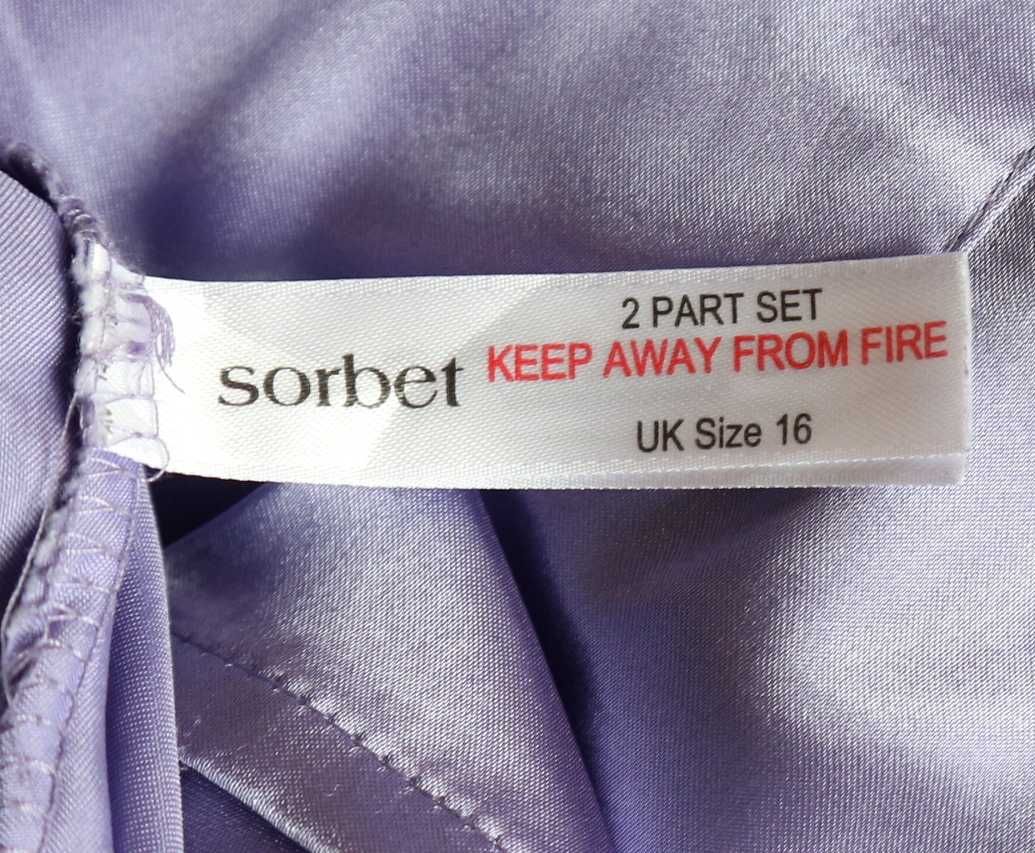 sorbet
2 PART SET
KEEP AWAY FROM FIRE
UK Size 16